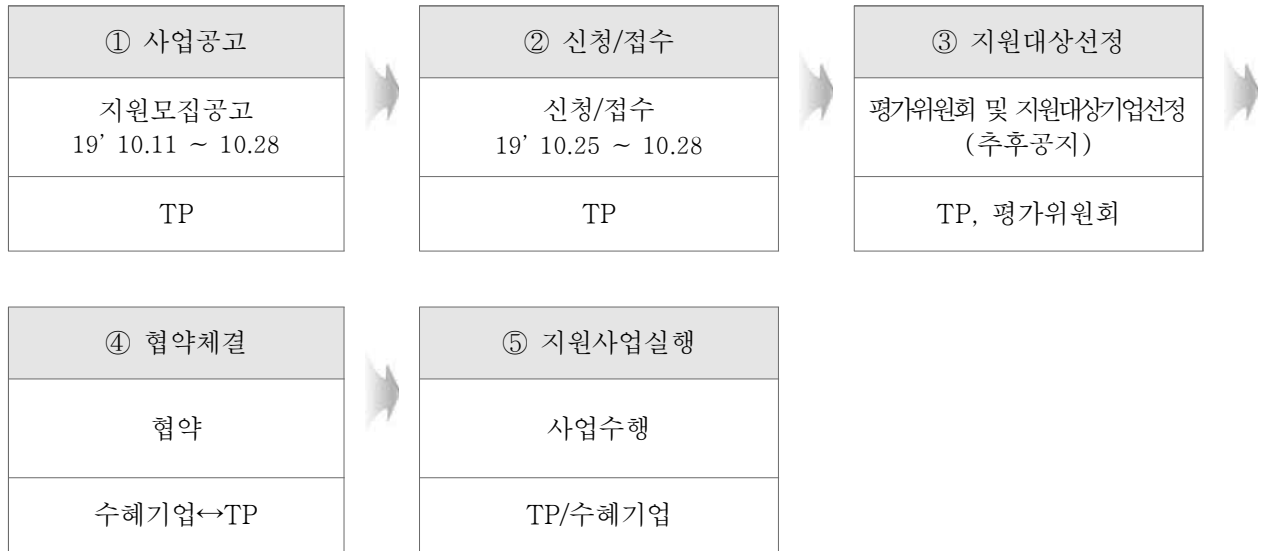 ① 사업공고
② 신청/접수
③ 지원대상선정
지원모집공고
19’ 10.11 ~ 10.28
신청/접수
19’ 10.25 ~ 10.28
평가위원회 및 지원대상기업선정
(추후공지)
TP
TP
TP, 평가위원회
④ 협약체결
⑤ 지원사업실행
협약
사업수행
수혜기업↔TP
TP/수혜기업